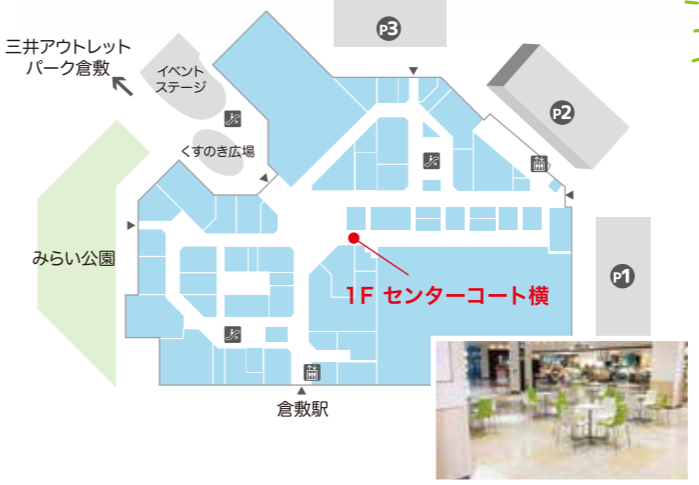 三井アウトレット
パーク倉敷
イベント
ステージ
くすのき広場
みらい公園
P3
P2
P1
1F センターコート横
倉敷駅